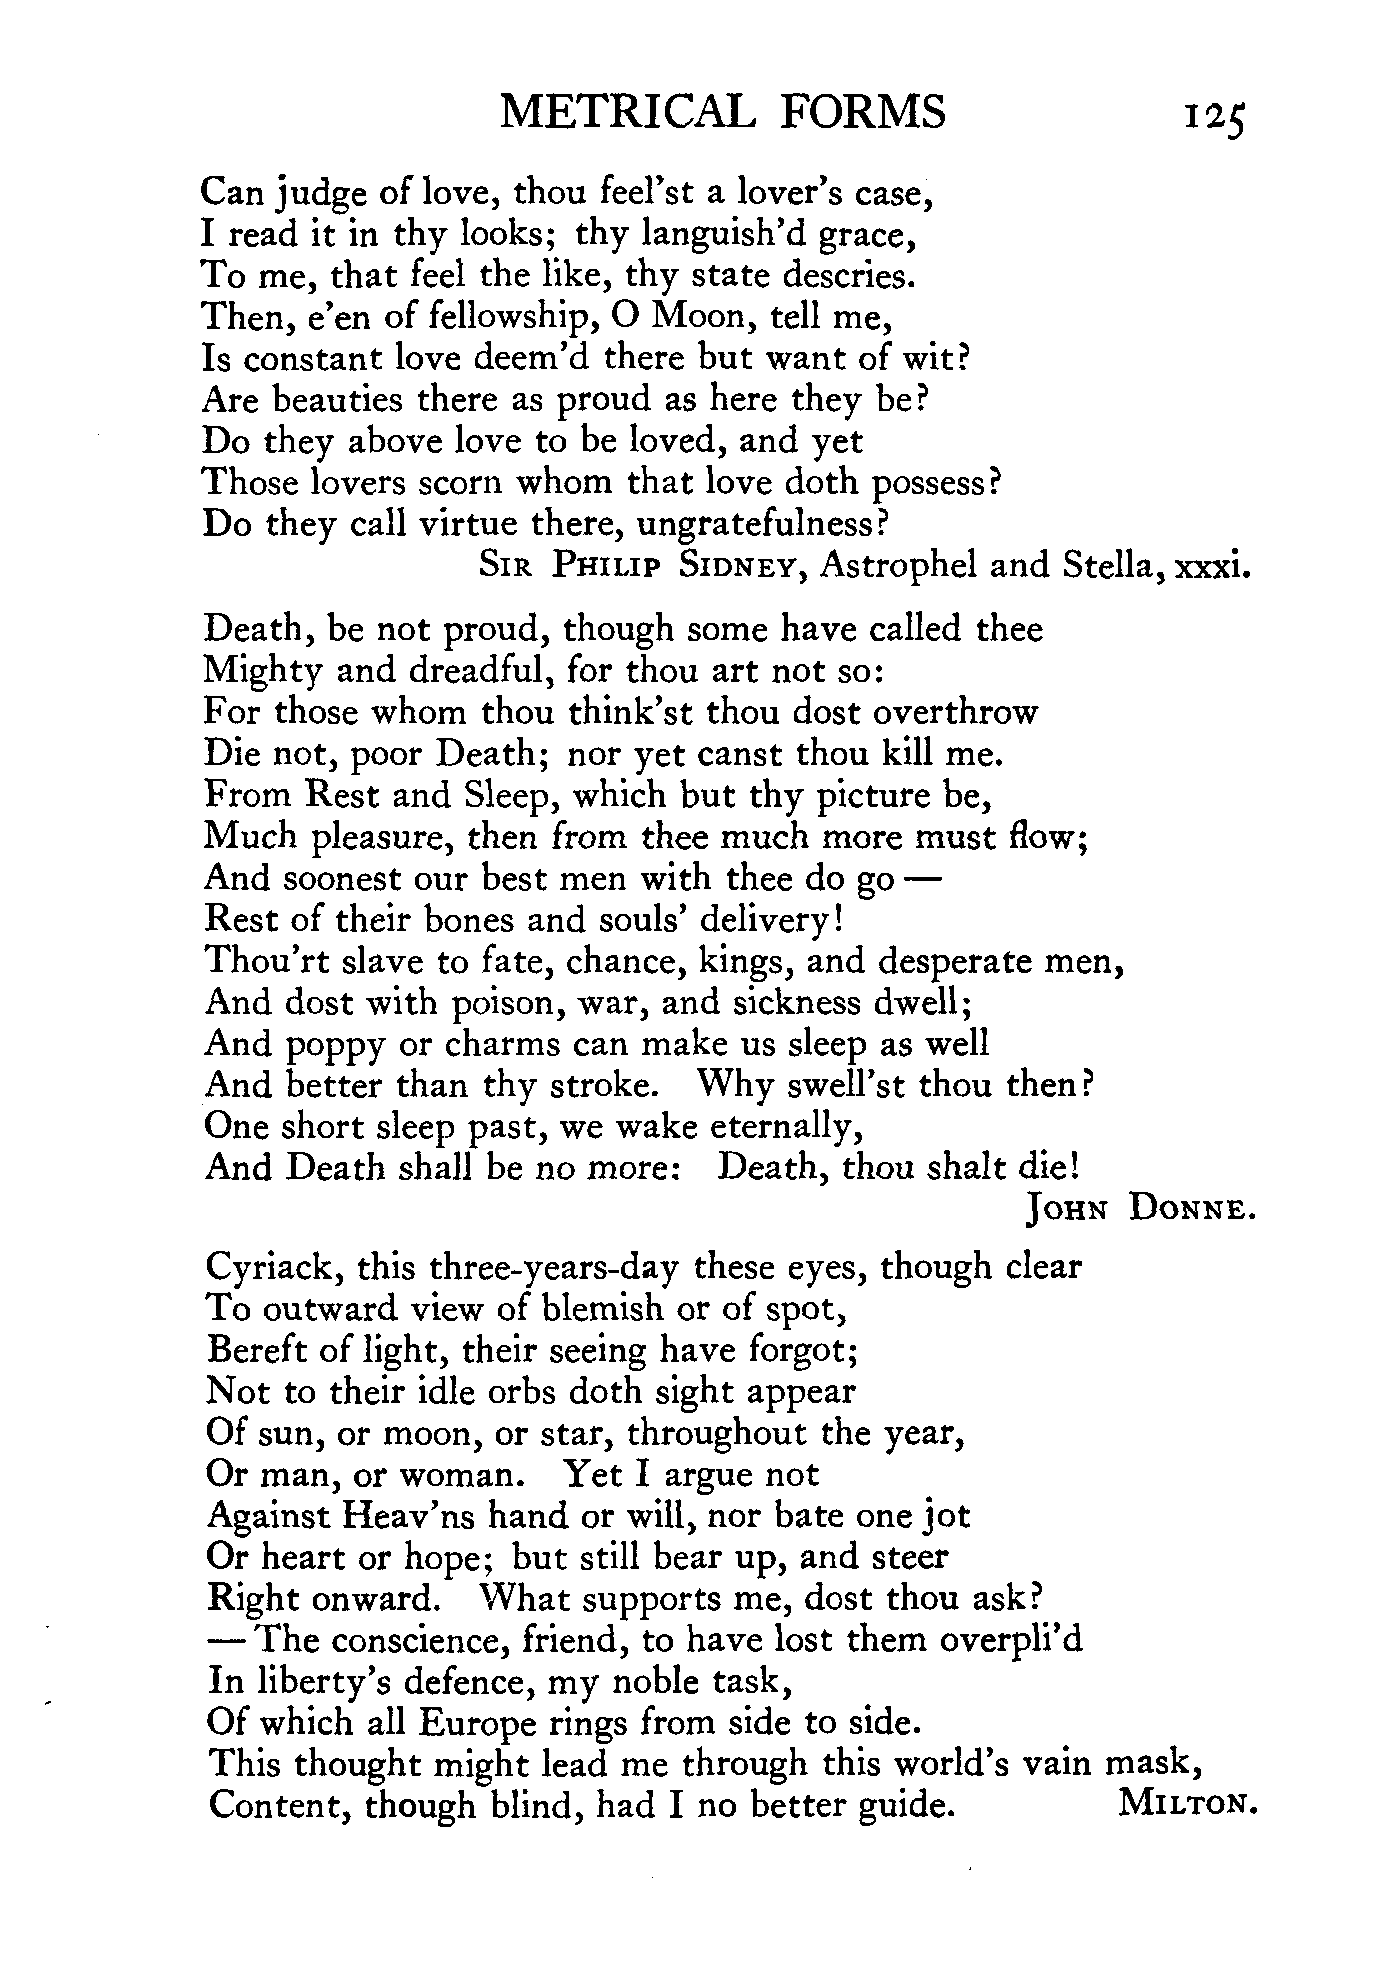 METRICAL FORMS 125
Can judge of love, thou feel'st a lover's case,
I read it in thy looks; thy languish'd grace,
To me, that feel the like, thy state descries.
Then, e'en of fellowship, O Moon, tell me,
Is constant love deem'd there but want of wit?
Are beauties there as proud as here they be?
Do they above love to be loved, and yet
Those lovers scorn whom that love doth possess?
Do they call virtue there, ungratefulness?
SIR PHILIP SIDNEY, Astrophel and Stella, xxxi.
Death, be not proud, though some have called thee
Mighty and dreadful, for thou art not so:
For those whom thou think'st thou dost overthrow
Die not, poor Death; nor yet canst thou kill me.
From Rest and Sleep, which but thy picture be,
Much pleasure, then from thee much more must flow;
And soonest our best men with thee do go —
Rest of their bones and souls' delivery!
Thou'rt slave to fate, chance, kings, and desperate men,
And dost with poison, war, and sickness dwell;
And poppy or charms can make us sleep as well
And better than thy stroke. Why swell'st thou then?
One short sleep past, we wake eternally,
And Death shall be no more: Death, thou shalt die!
JOHN DONNE.
Cyriack, this three-years-day these eyes, though clear
To outward view of blemish or of spot,
Bereft of light, their seeing have forgot;
Not to their idle orbs doth sight appear
Of sun, or moon, or star, throughout the year,
Or man, or woman. Yet I argue not
Against Heav'ns hand or will, nor bate one jot
Or heart or hope; but still bear up, and steer
Right onward. What supports me, dost thou ask?
— The conscience, friend, to have lost them overpli'd
In liberty's defence, my noble task,
Of which all Europe rings from side to side.
This thought might lead me through this world's vain mask,
Content, though blind, had I no better guide. MILTON.